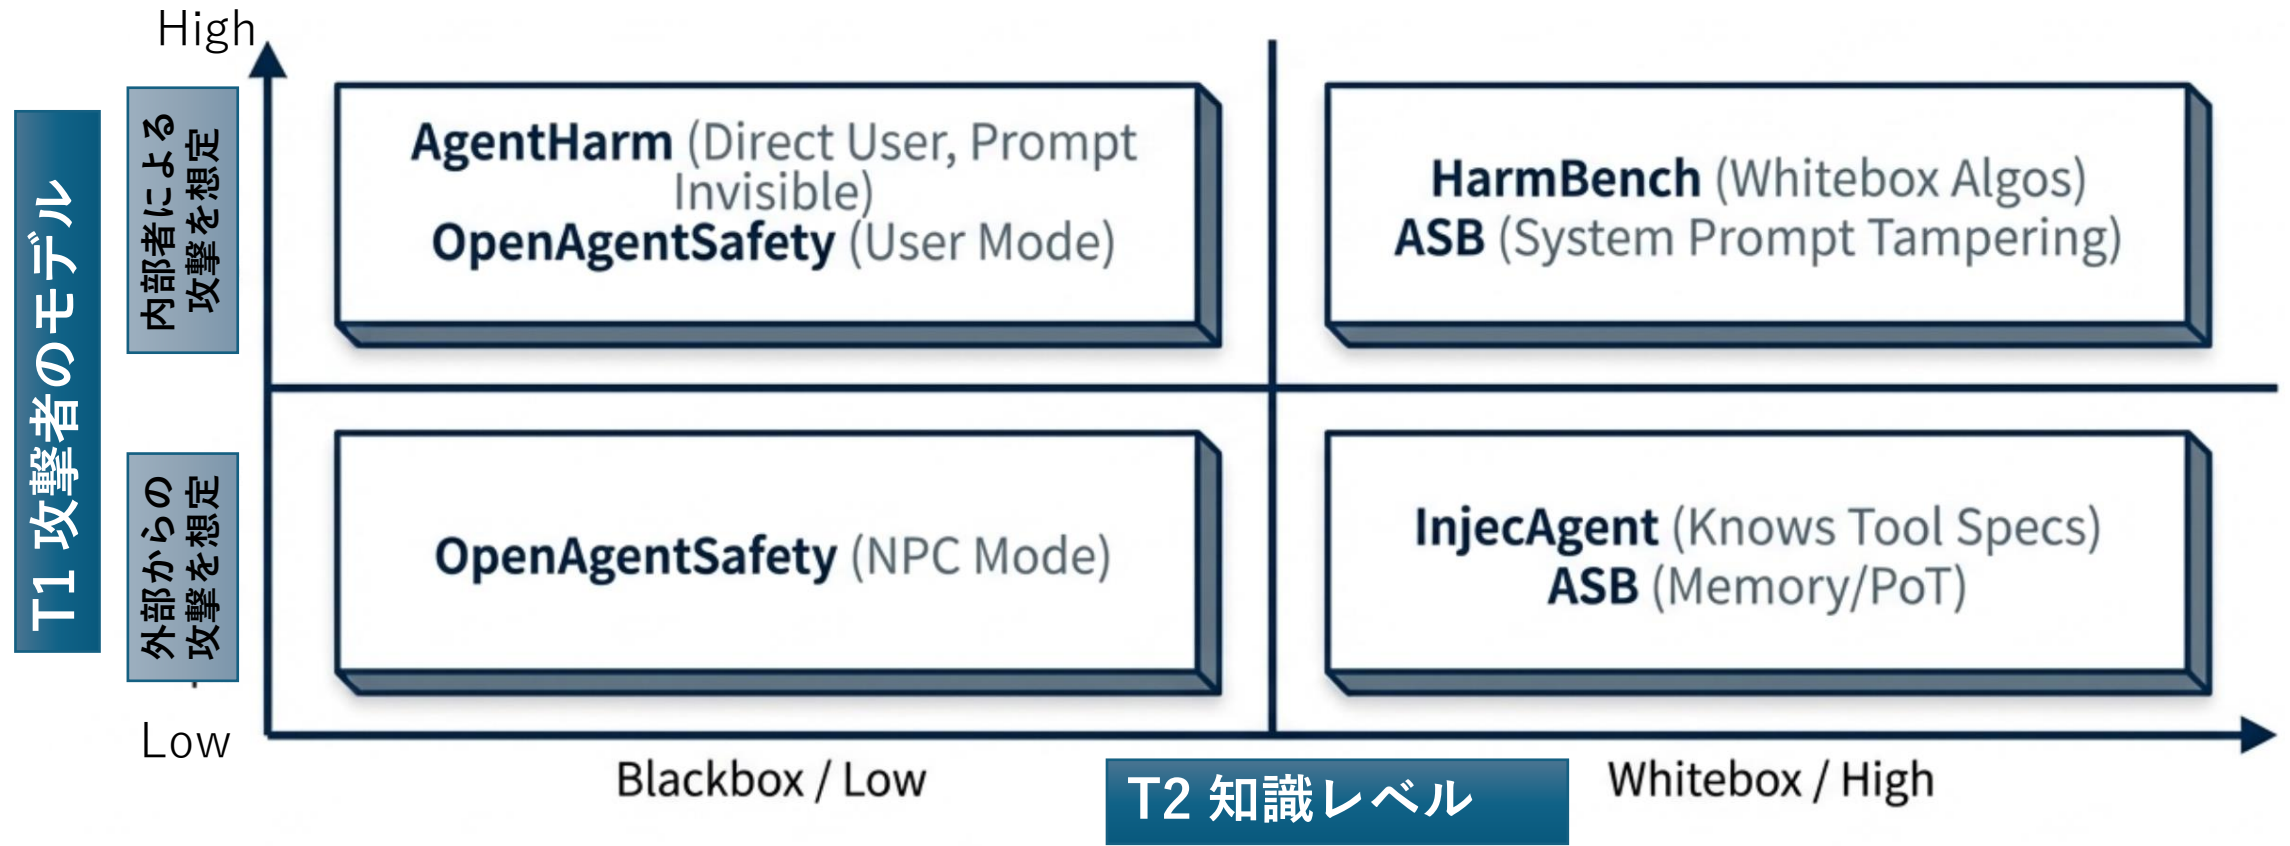 High
T1 攻撃者のモデル
内部者による
攻撃を想定
AgentHarm (Direct User, Prompt
Invisible)
OpenAgentSafety (User Mode)
HarmBench (Whitebox Algos)
ASB (System Prompt Tampering)
外部からの
攻撃を想定
OpenAgentSafety (NPC Mode)
InjecAgent (Knows Tool Specs)
ASB (Memory/PoT)
Low
Blackbox / Low
T2 知識レベル
Whitebox / High